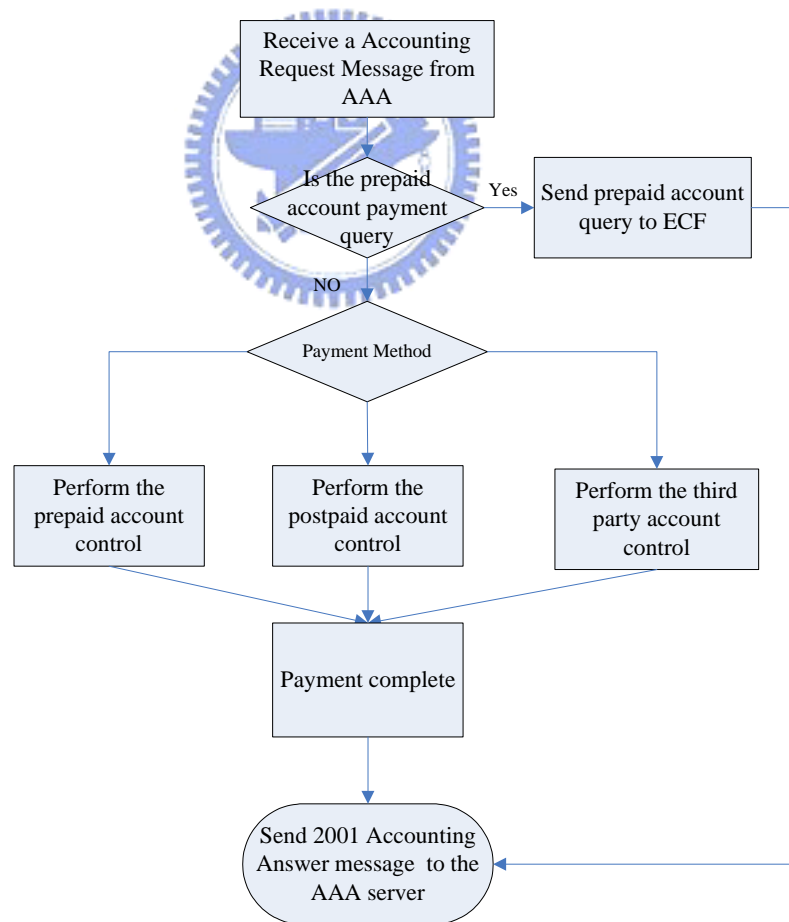 Receive a Accounting
Request Message from
AAA
Is the prepaid
account payment
query
Yes
Send prepaid account
query to ECF
NO
Payment Method
Perform the
prepaid account
control
Perform the
postpaid account
control
Perform the third
party account
control
Payment complete
Send 2001 Accounting
Answer message to the
AAA server